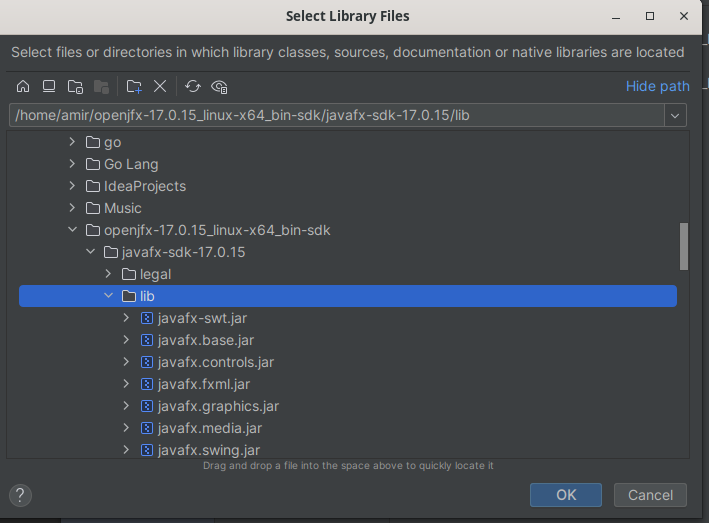 Select Library Files
Select files or directories in which library classes, sources, documentation or native libraries are located
Hide path
/home/amir/openjfx-17.0.15_linux-x64_bin-sdk/javafx-sdk-17.0.15/lib
go
Go Lang
IdeaProjects
Music
openjfx-17.0.15_linux-x64_bin-sdk
javafx-sdk-17.0.15
legal
lib
javafx-swt.jar
javafx.base.jar
javafx.controls.jar
javafx.fxml.jar
javafx.graphics.jar
javafx.media.jar
javafx.swing.jar
Drag and drop a file into the space above to quickly locate it
?
OK
Cancel